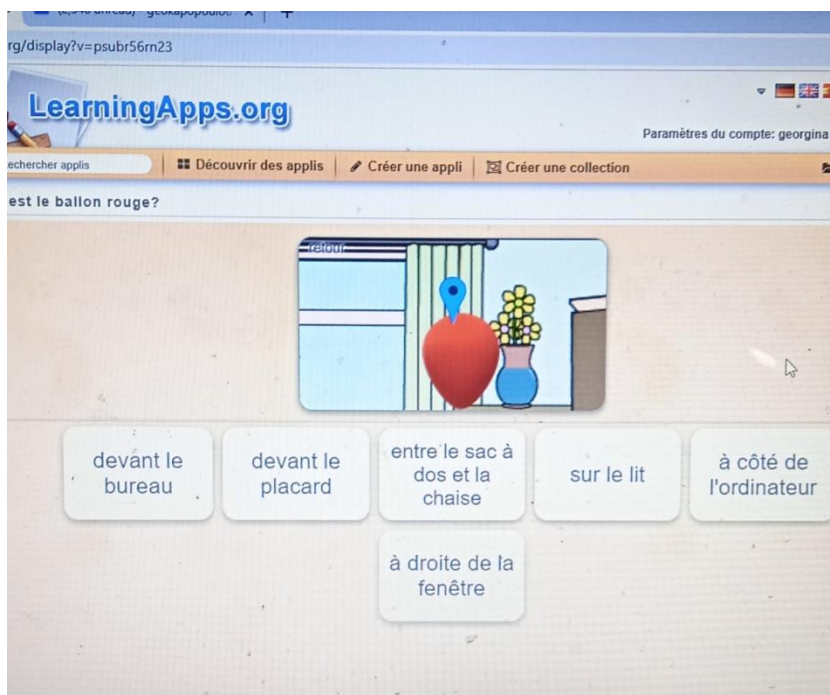 rg/display?v=psubr56rn23
LearningApps.org
Paramètres du compte: georgina
echercher applis
Découvrir des applis
Créer une appli
Créer une collection
est le ballon rouge?
retour
devant le
bureau
devant le
placard
entre le sac à
dos et la
chaise
sur le lit
à côté de
l'ordinateur
à droite de la
fenêtre